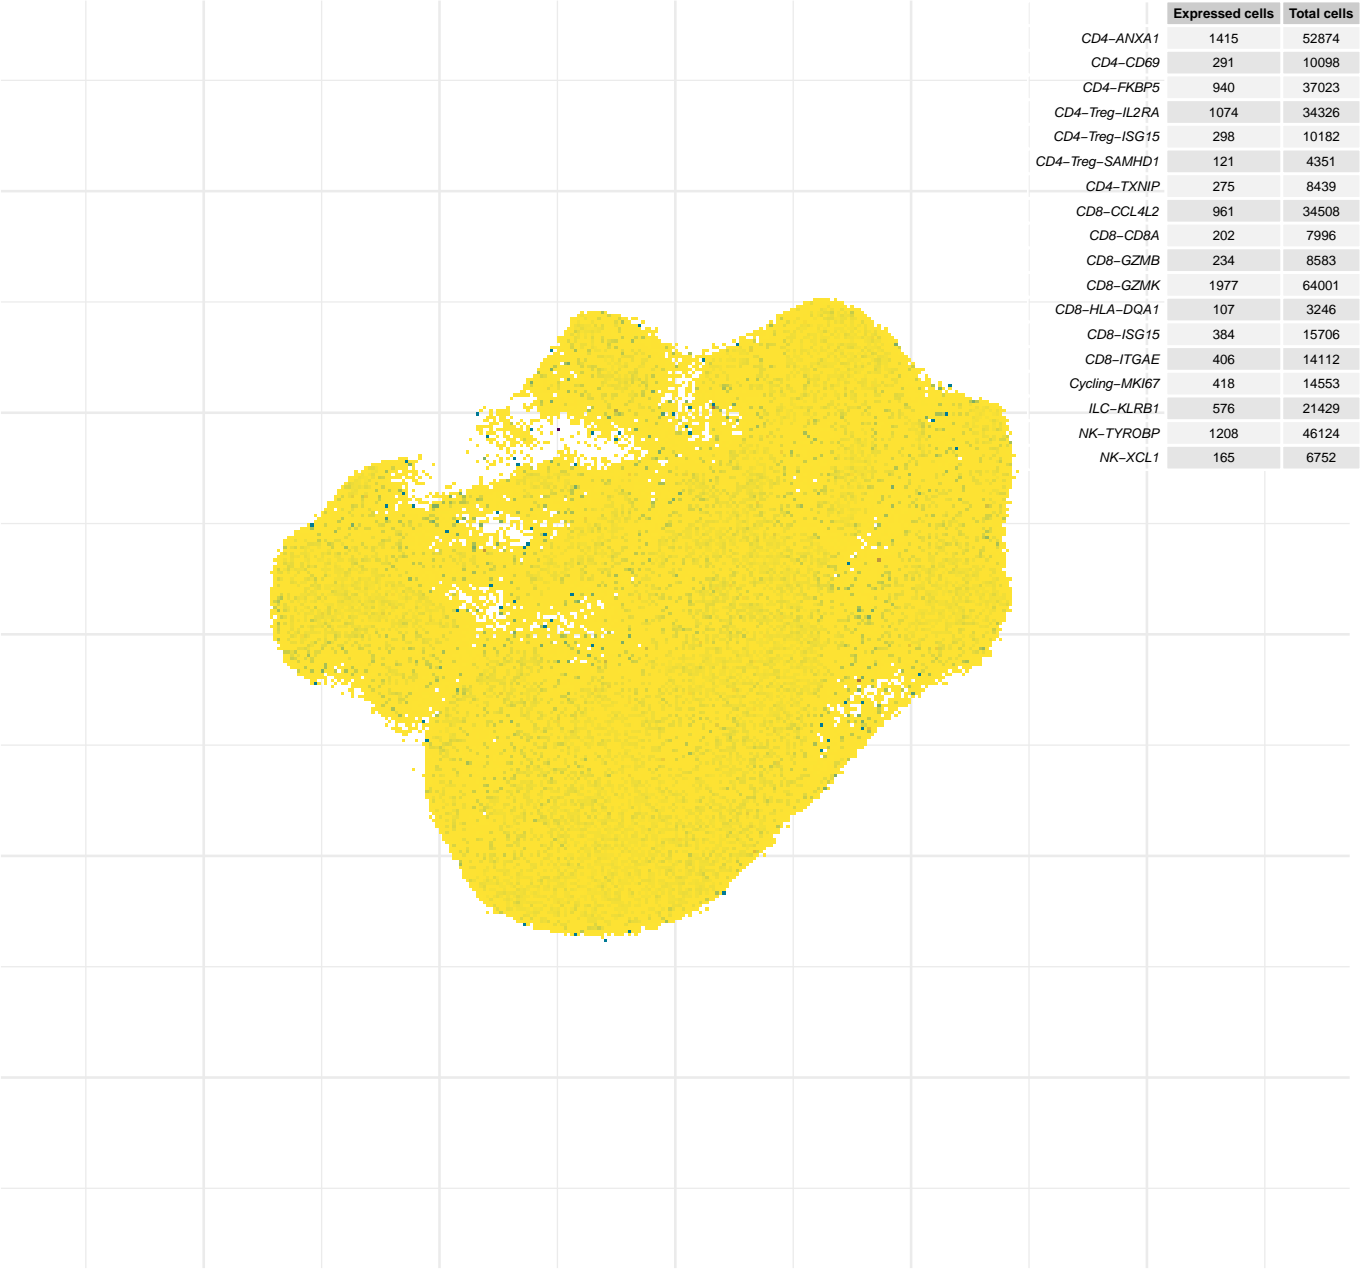 Expressed cells Total cells
CD4−ANXA1 1415 52874
CD4−CD69 291 10098
CD4−FKBP5 940 37023
CD4−Treg−IL2RA 1074 34326
CD4−Treg−ISG15 298 10182
CD4−Treg−SAMHD1 121 4351
CD4−TXNIP 275 8439
CD8−CCL4L2 961 34508
CD8−CD8A 202 7996
CD8−GZMB 234 8583
CD8−GZMK 1977 64001
CD8−HLA−DQA1 107 3246
CD8−ISG15 384 15706
CD8−ITGAE 406 14112
Cycling−MKI67 418 14553
ILC−KLRB1 576 21429
NK−TYROBP 1208 46124
NK−XCL1 165 6752